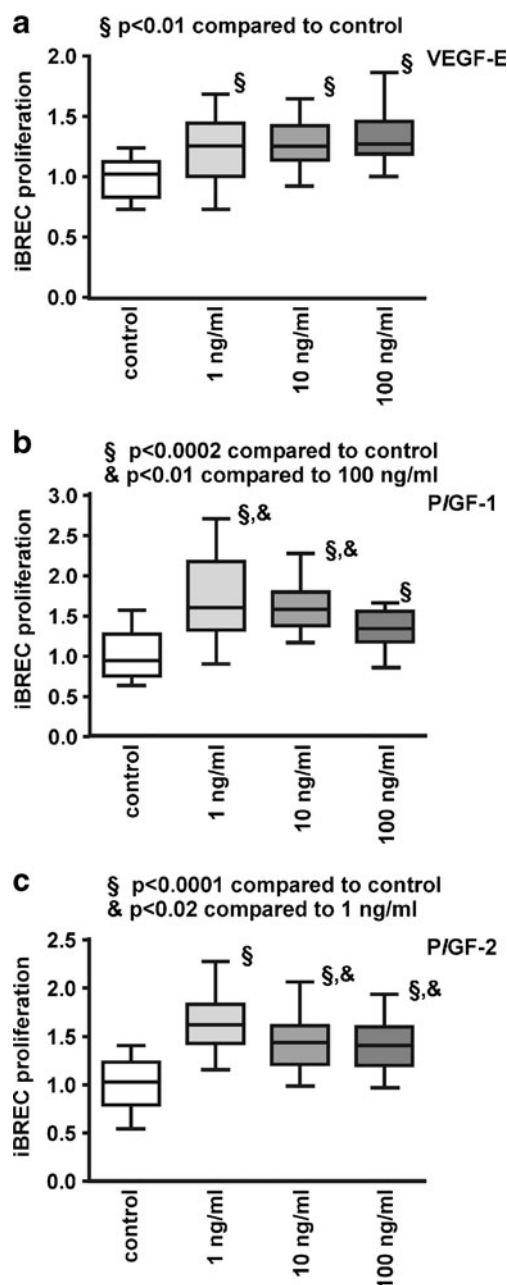 a
§ p<0.01 compared to control
VEGF-E
iBREC proliferation
2.0
1.5
1.0
0.5
0.0
control
1 ng/ml
10 ng/ml
100 ng/ml
§
§
§
b
§ p<0.0002 compared to control
& p<0.01 compared to 100 ng/ml
PlGF-1
iBREC proliferation
3.0
2.5
2.0
1.5
1.0
0.5
0.0
control
1 ng/ml
10 ng/ml
100 ng/ml
§,&
§,&
§
c
§ p<0.0001 compared to control
& p<0.02 compared to 1 ng/ml
PlGF-2
iBREC proliferation
2.5
2.0
1.5
1.0
0.5
0.0
control
1 ng/ml
10 ng/ml
100 ng/ml
§
§,&
§,&